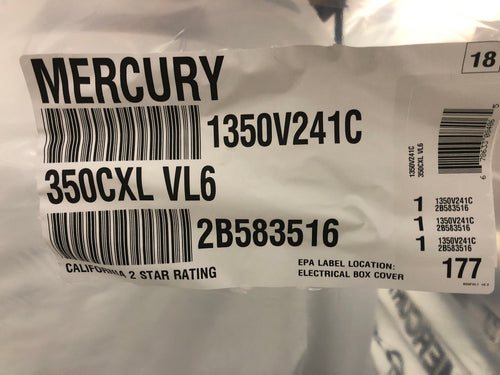 MERCURY
18
1350V241C
350CXL VL6
2B583516
CALIFORNIA 2 STAR RATING
EPA LABEL LOCATION:
ELECTRICAL BOX COVER
1350V241C
350CXL VL6
1 1350V241C
2B583516
1 1350V241C
2B583516
1 1350V241C
2B583516
177
MERCU